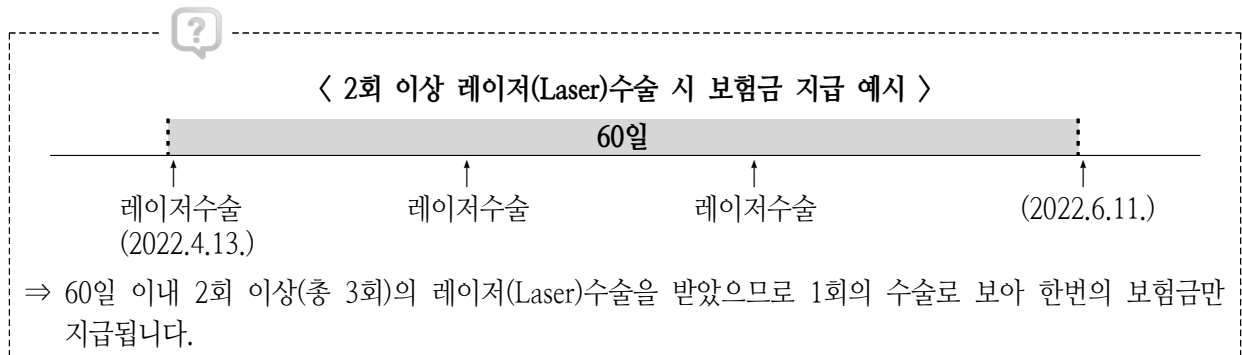 ?
〈 2회 이상 레이저(Laser)수술 시 보험금 지급 예시 〉
60일
↑ ↑ ↑ ↑
레이저수술 레이저수술 레이저수술 (2022.6.11.)
(2022.4.13.)
⇒ 60일 이내 2회 이상(총 3회)의 레이저(Laser)수술을 받았으므로 1회의 수술로 보아 한번의 보험금만
지급됩니다.